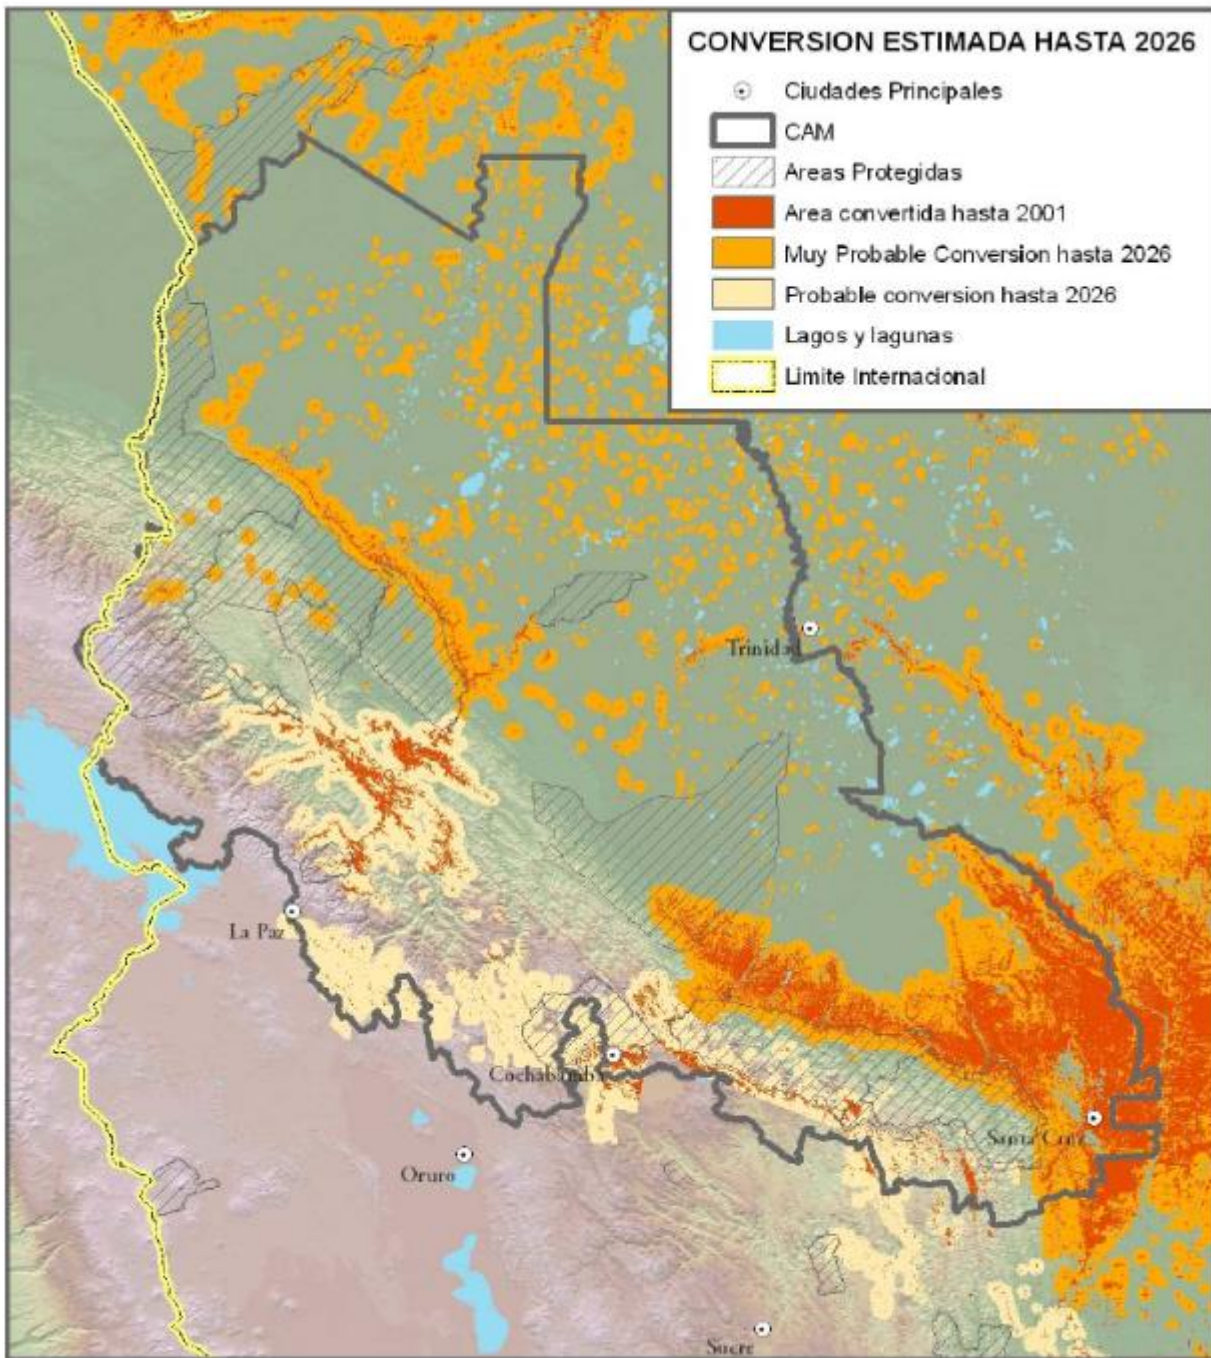 CONVERSION ESTIMADA HASTA 2026
Ciudades Principales
CAM
Areas Protegidas
Area convertida hasta 2001
Muy Probable Conversion hasta 2026
Probable conversion hasta 2026
Lagos y lagunas
Limite Internacional
Trinidad
La Paz
Cochabamba
Santa Cruz
Oruro
Sucre